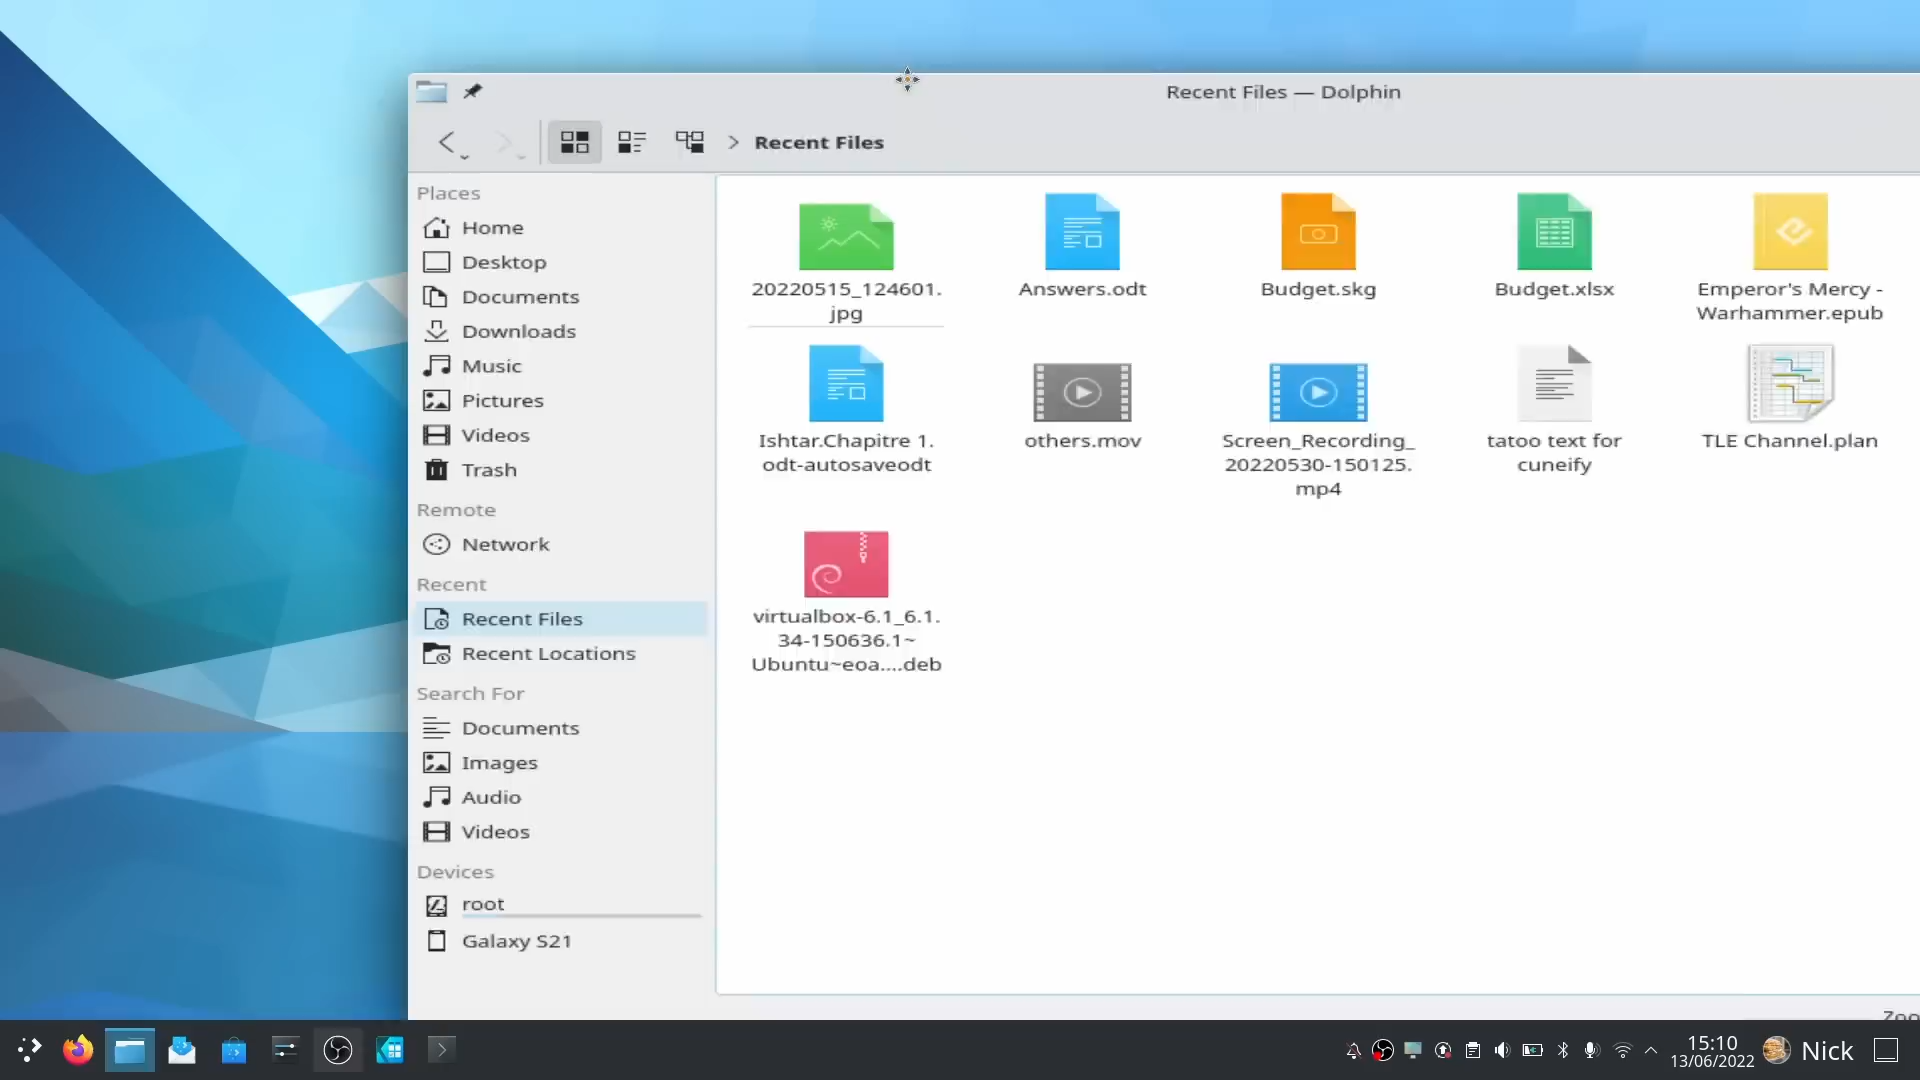 Recent Files — Dolphin
Recent Files
Places
Home
Desktop
Documents
Downloads
Music
Pictures
Videos
Trash
Remote
Network
Recent
Recent Files
Recent Locations
Search For
Documents
Images
Audio
Videos
Devices
root
Galaxy S21
20220515_124601.
jpg
Answers.odt
Budget.skg
Budget.xlsx
Emperor's Mercy -
Warhammer.epub
Ishtar.Chapitre 1.
odt-autosaveodt
others.mov
Screen_Recording_
20220530-150125.
mp4
tatoo text for
cuneify
TLE Channel.plan
virtualbox-6.1_6.1.
34-150636.1~
Ubuntu~eoa....deb
15:10
13/06/2022
Nick